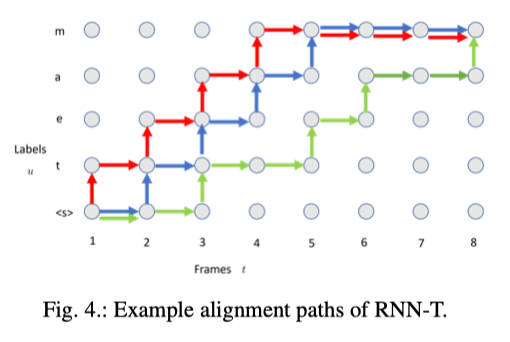 m
a
e
Labels
u
t
<s>
1 2 3 4 5 6 7 8
Frames t
Fig. 4.: Example alignment paths of RNN-T.